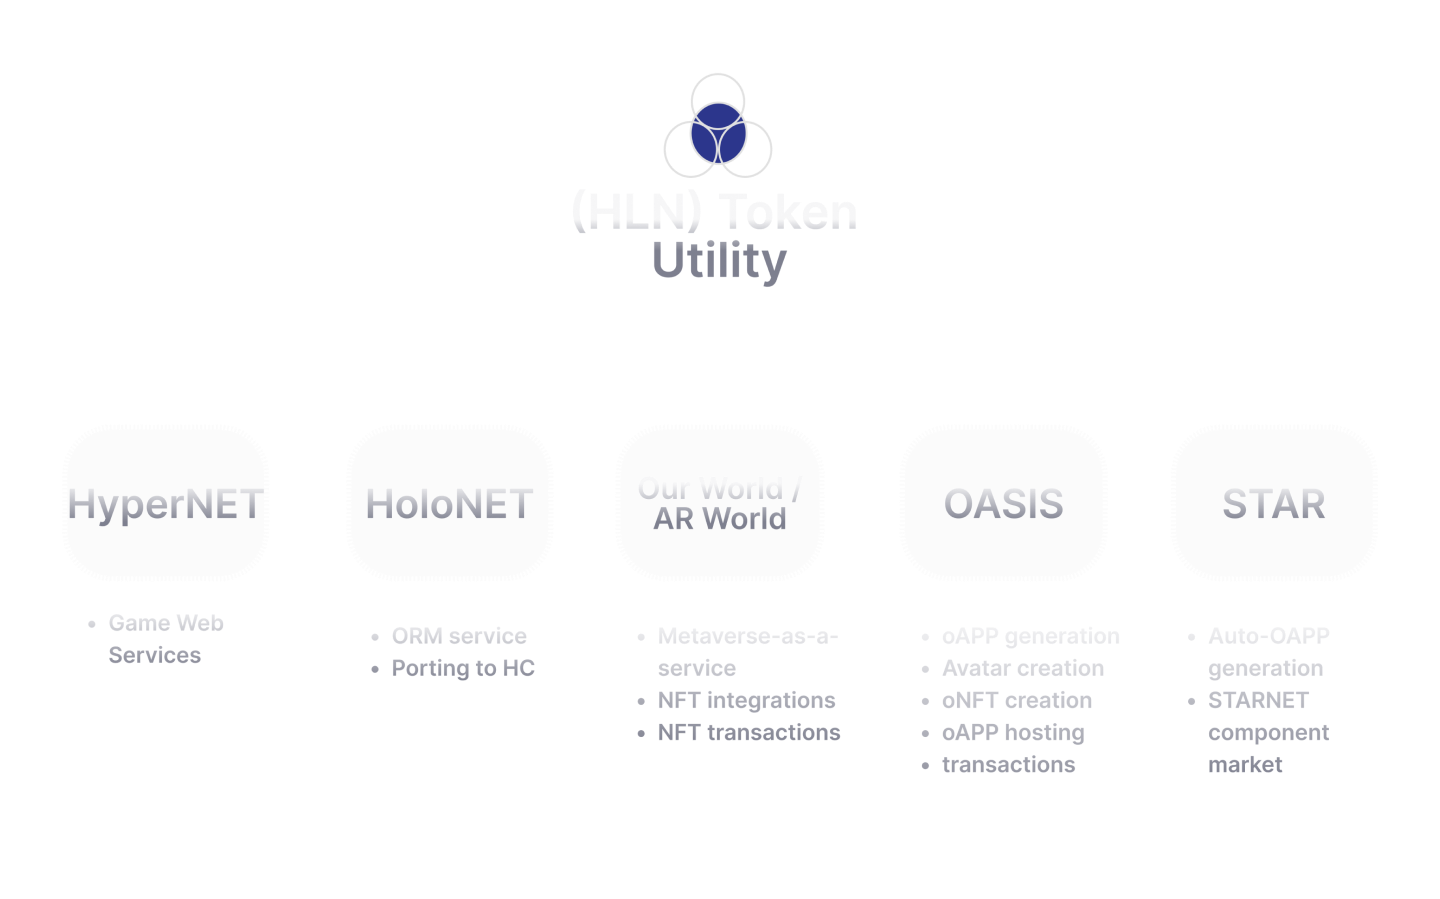 (HLN) Token
Utility
HyperNET
• Game Web
Services
HoloNET
• ORM service
• Porting to HC
Our World /
AR World
• Metaverse-as-a-
service
• NFT integrations
• NFT transactions
OASIS
• oAPP generation
• Avatar creation
• oNFT creation
• oAPP hosting
• transactions
STAR
• Auto-OAPP
generation
• STARNET
component
market